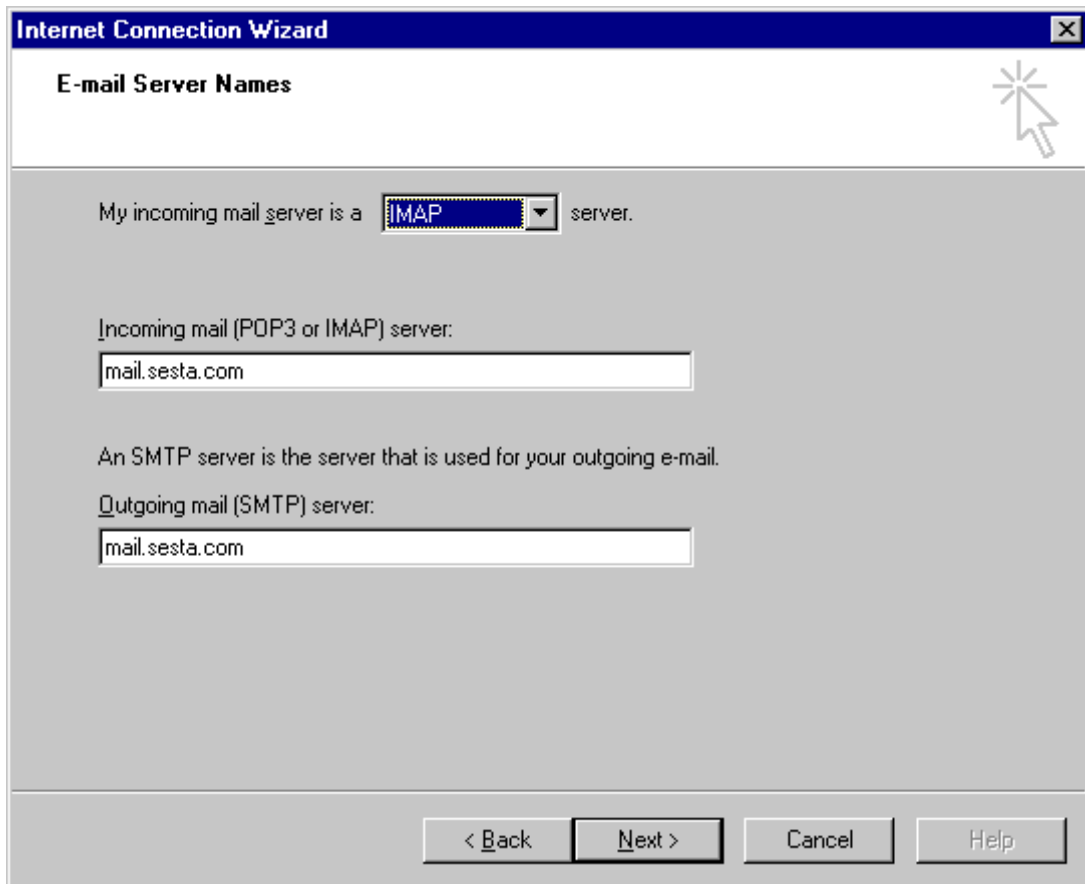 Internet Connection Wizard
E-mail Server Names
My incoming mail server is a IMAP server.
Incoming mail (POP3 or IMAP) server:
mail.sesta.com
An SMTP server is the server that is used for your outgoing e-mail.
Outgoing mail (SMTP) server:
mail.sesta.com
< Back Next > Cancel Help